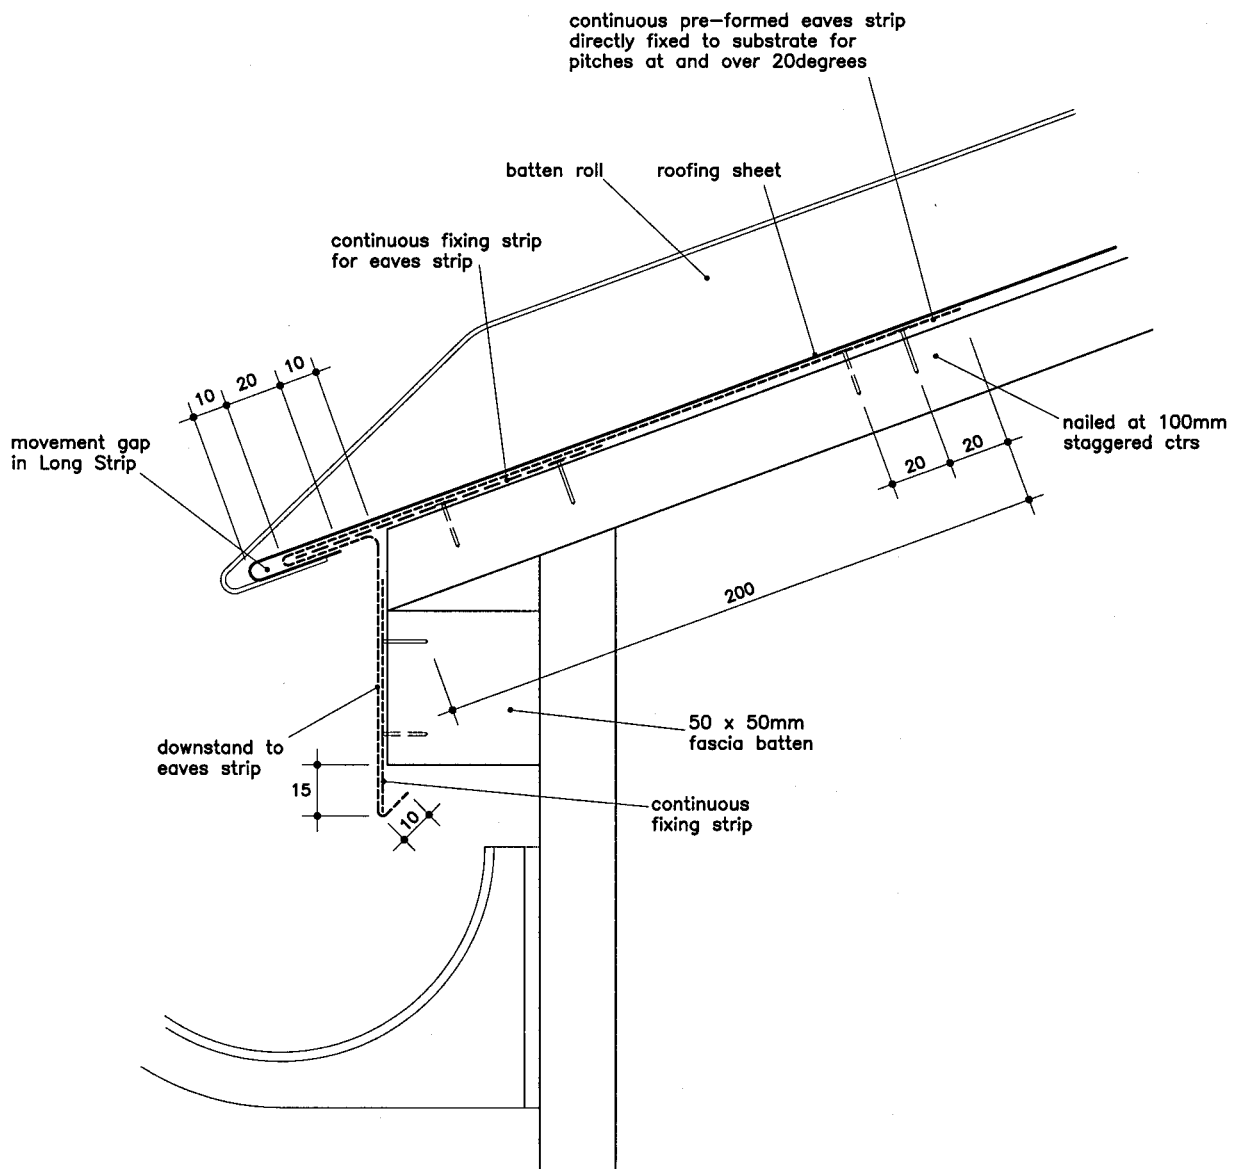 continuous pre-formed eaves strip
directly fixed to substrate for
pitches at and over 20degrees
batten roll
roofing sheet
continuous fixing strip
for eaves strip
10
20
10
movement gap
in Long Strip
nailed at 100mm
staggered ctrs
20
20
200
50 x 50mm
fascia batten
downstand to
eaves strip
15
10
continuous
fixing strip